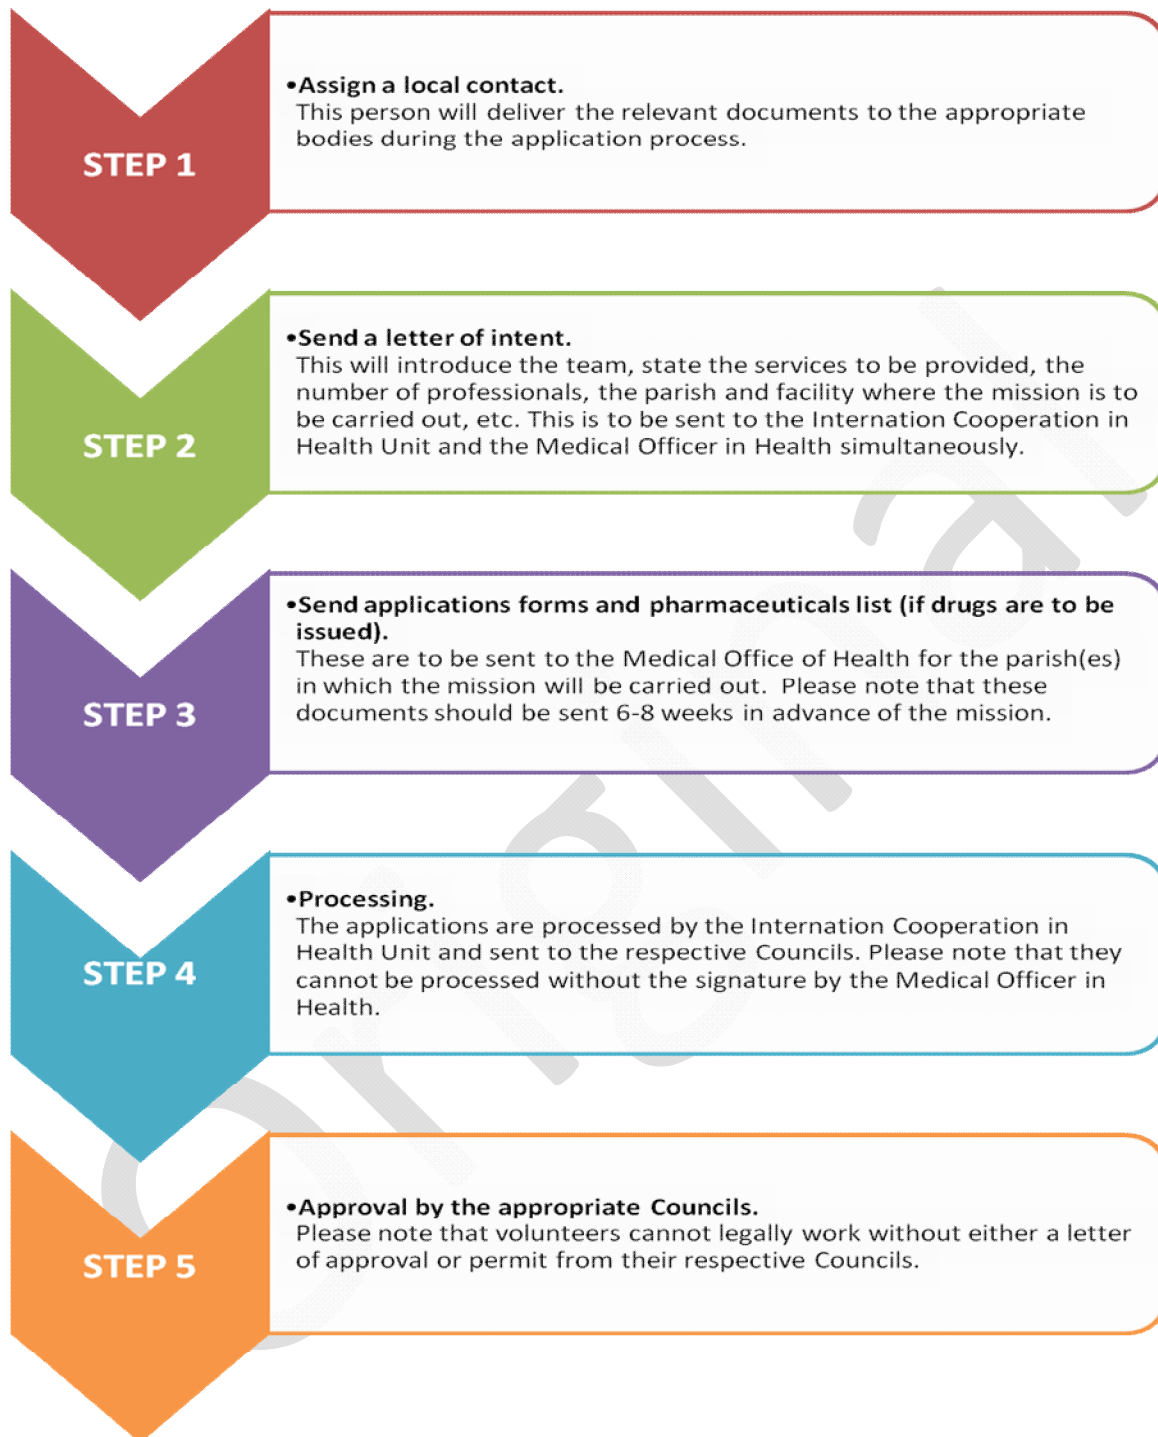 STEP 1
•Assign a local contact.
This person will deliver the relevant documents to the appropriate
bodies during the application process.
STEP 2
•Send a letter of intent.
This will introduce the team, state the services to be provided, the
number of professionals, the parish and facility where the mission is to
be carried out, etc. This is to be sent to the Internation Cooperation in
Health Unit and the Medical Officer in Health simultaneously.
STEP 3
•Send applications forms and pharmaceuticals list (if drugs are to be
issued).
These are to be sent to the Medical Office of Health for the parish(es)
in which the mission will be carried out.  Please note that these
documents should be sent 6-8 weeks in advance of the mission.
STEP 4
•Processing.
The applications are processed by the Internation Cooperation in
Health Unit and sent to the respective Councils. Please note that they
cannot be processed without the signature by the Medical Officer in
Health.
STEP 5
•Approval by the appropriate Councils.
Please note that volunteers cannot legally work without either a letter
of approval or permit from their respective Councils.
Original